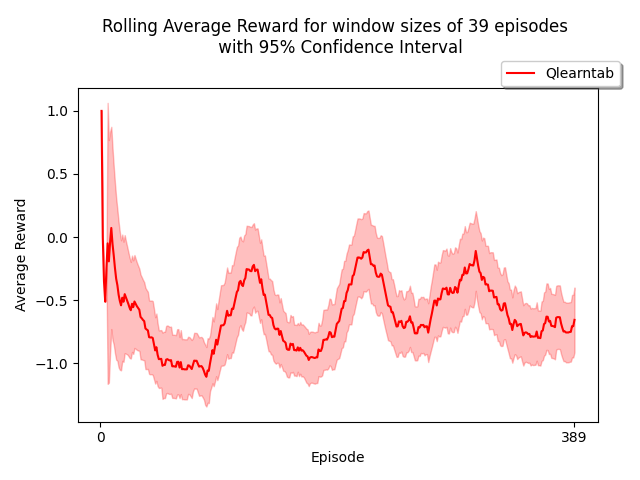 Rolling Average Reward for window sizes of 39 episodes
with 95% Confidence Interval
Qlearntab
1.0
0.5
0.0
−0.5
−1.0
Average Reward
0
389
Episode